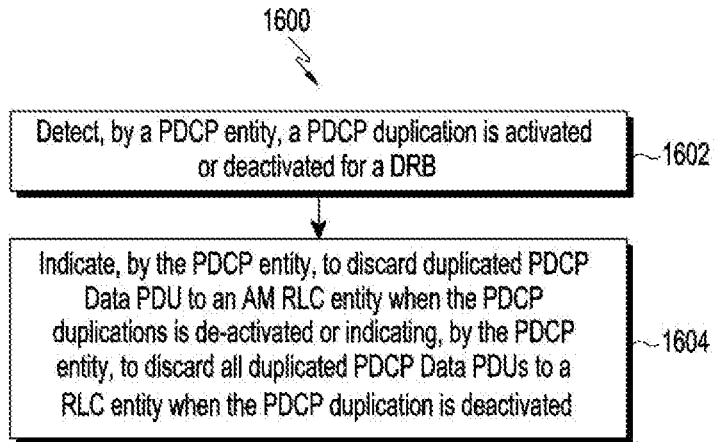 1600
Detect, by a PDCP entity, a PDCP duplication is activated
or deactivated for a DRB
1602
Indicate, by the PDCP entity, to discard duplicated PDCP
Data PDU to an AM RLC entity when the PDCP
duplications is de-activated or indicating, by the PDCP
entity, to discard all duplicated PDCP Data PDUs to a
RLC entity when the PDCP duplication is deactivated
1604